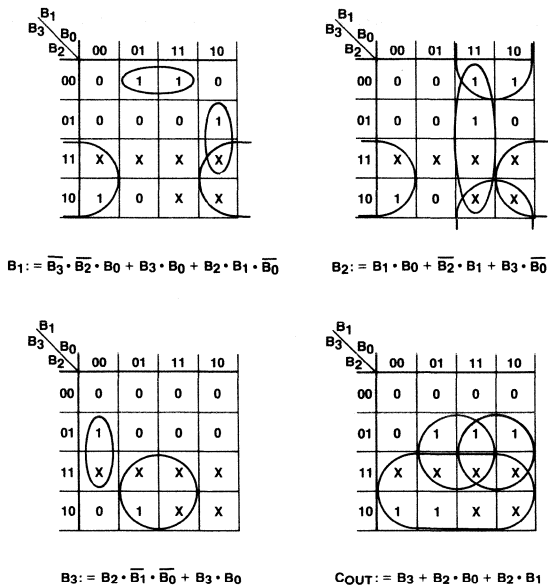 B₁
B₃ B₀
B₂ 00 01 11 10
00 0 1 1 0
01 0 0 0 1
11 X X X X
10 1 0 X X
B₁: = B̅₃ • B̅₂ • B₀ + B₃ • B₀ + B₂ • B₁ • B̅₀
B₁
B₃ B₀
B₂ 00 01 11 10
00 0 0 1 1
01 0 0 1 0
11 X X X X
10 1 0 X X
B₂: = B₁ • B₀ + B̅₂ • B₁ + B₃ • B̅₀
B₁
B₃ B₀
B₂ 00 01 11 10
00 0 0 0 0
01 1 0 0 0
11 X X X X
10 0 1 X X
B₃: = B₂ • B̅₁ • B̅₀ + B₃ • B₀
B₁
B₃ B₀
B₂ 00 01 11 10
00 0 0 0 0
01 0 1 1 1
11 X X X X
10 1 1 X X
COUT: = B₃ + B₂ • B₀ + B₂ • B₁